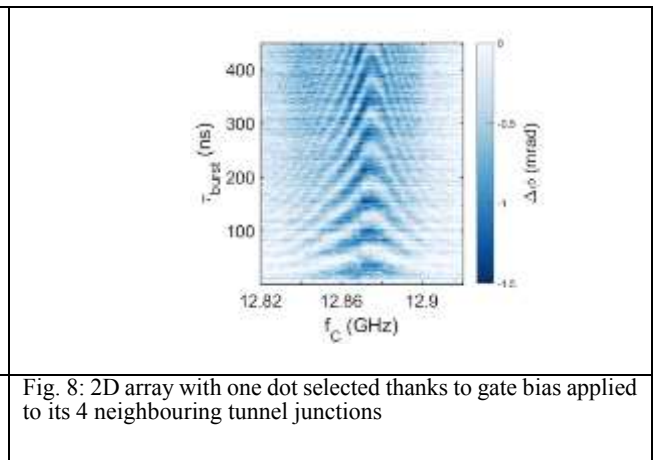 400
300
200
100
τburst (ns)
12.82 12.86 12.9
fC (GHz)
0
-0.5
-1
-1.5
Δφ (mrad)
Fig. 8: 2D array with one dot selected thanks to gate bias applied
to its 4 neighbouring tunnel junctions